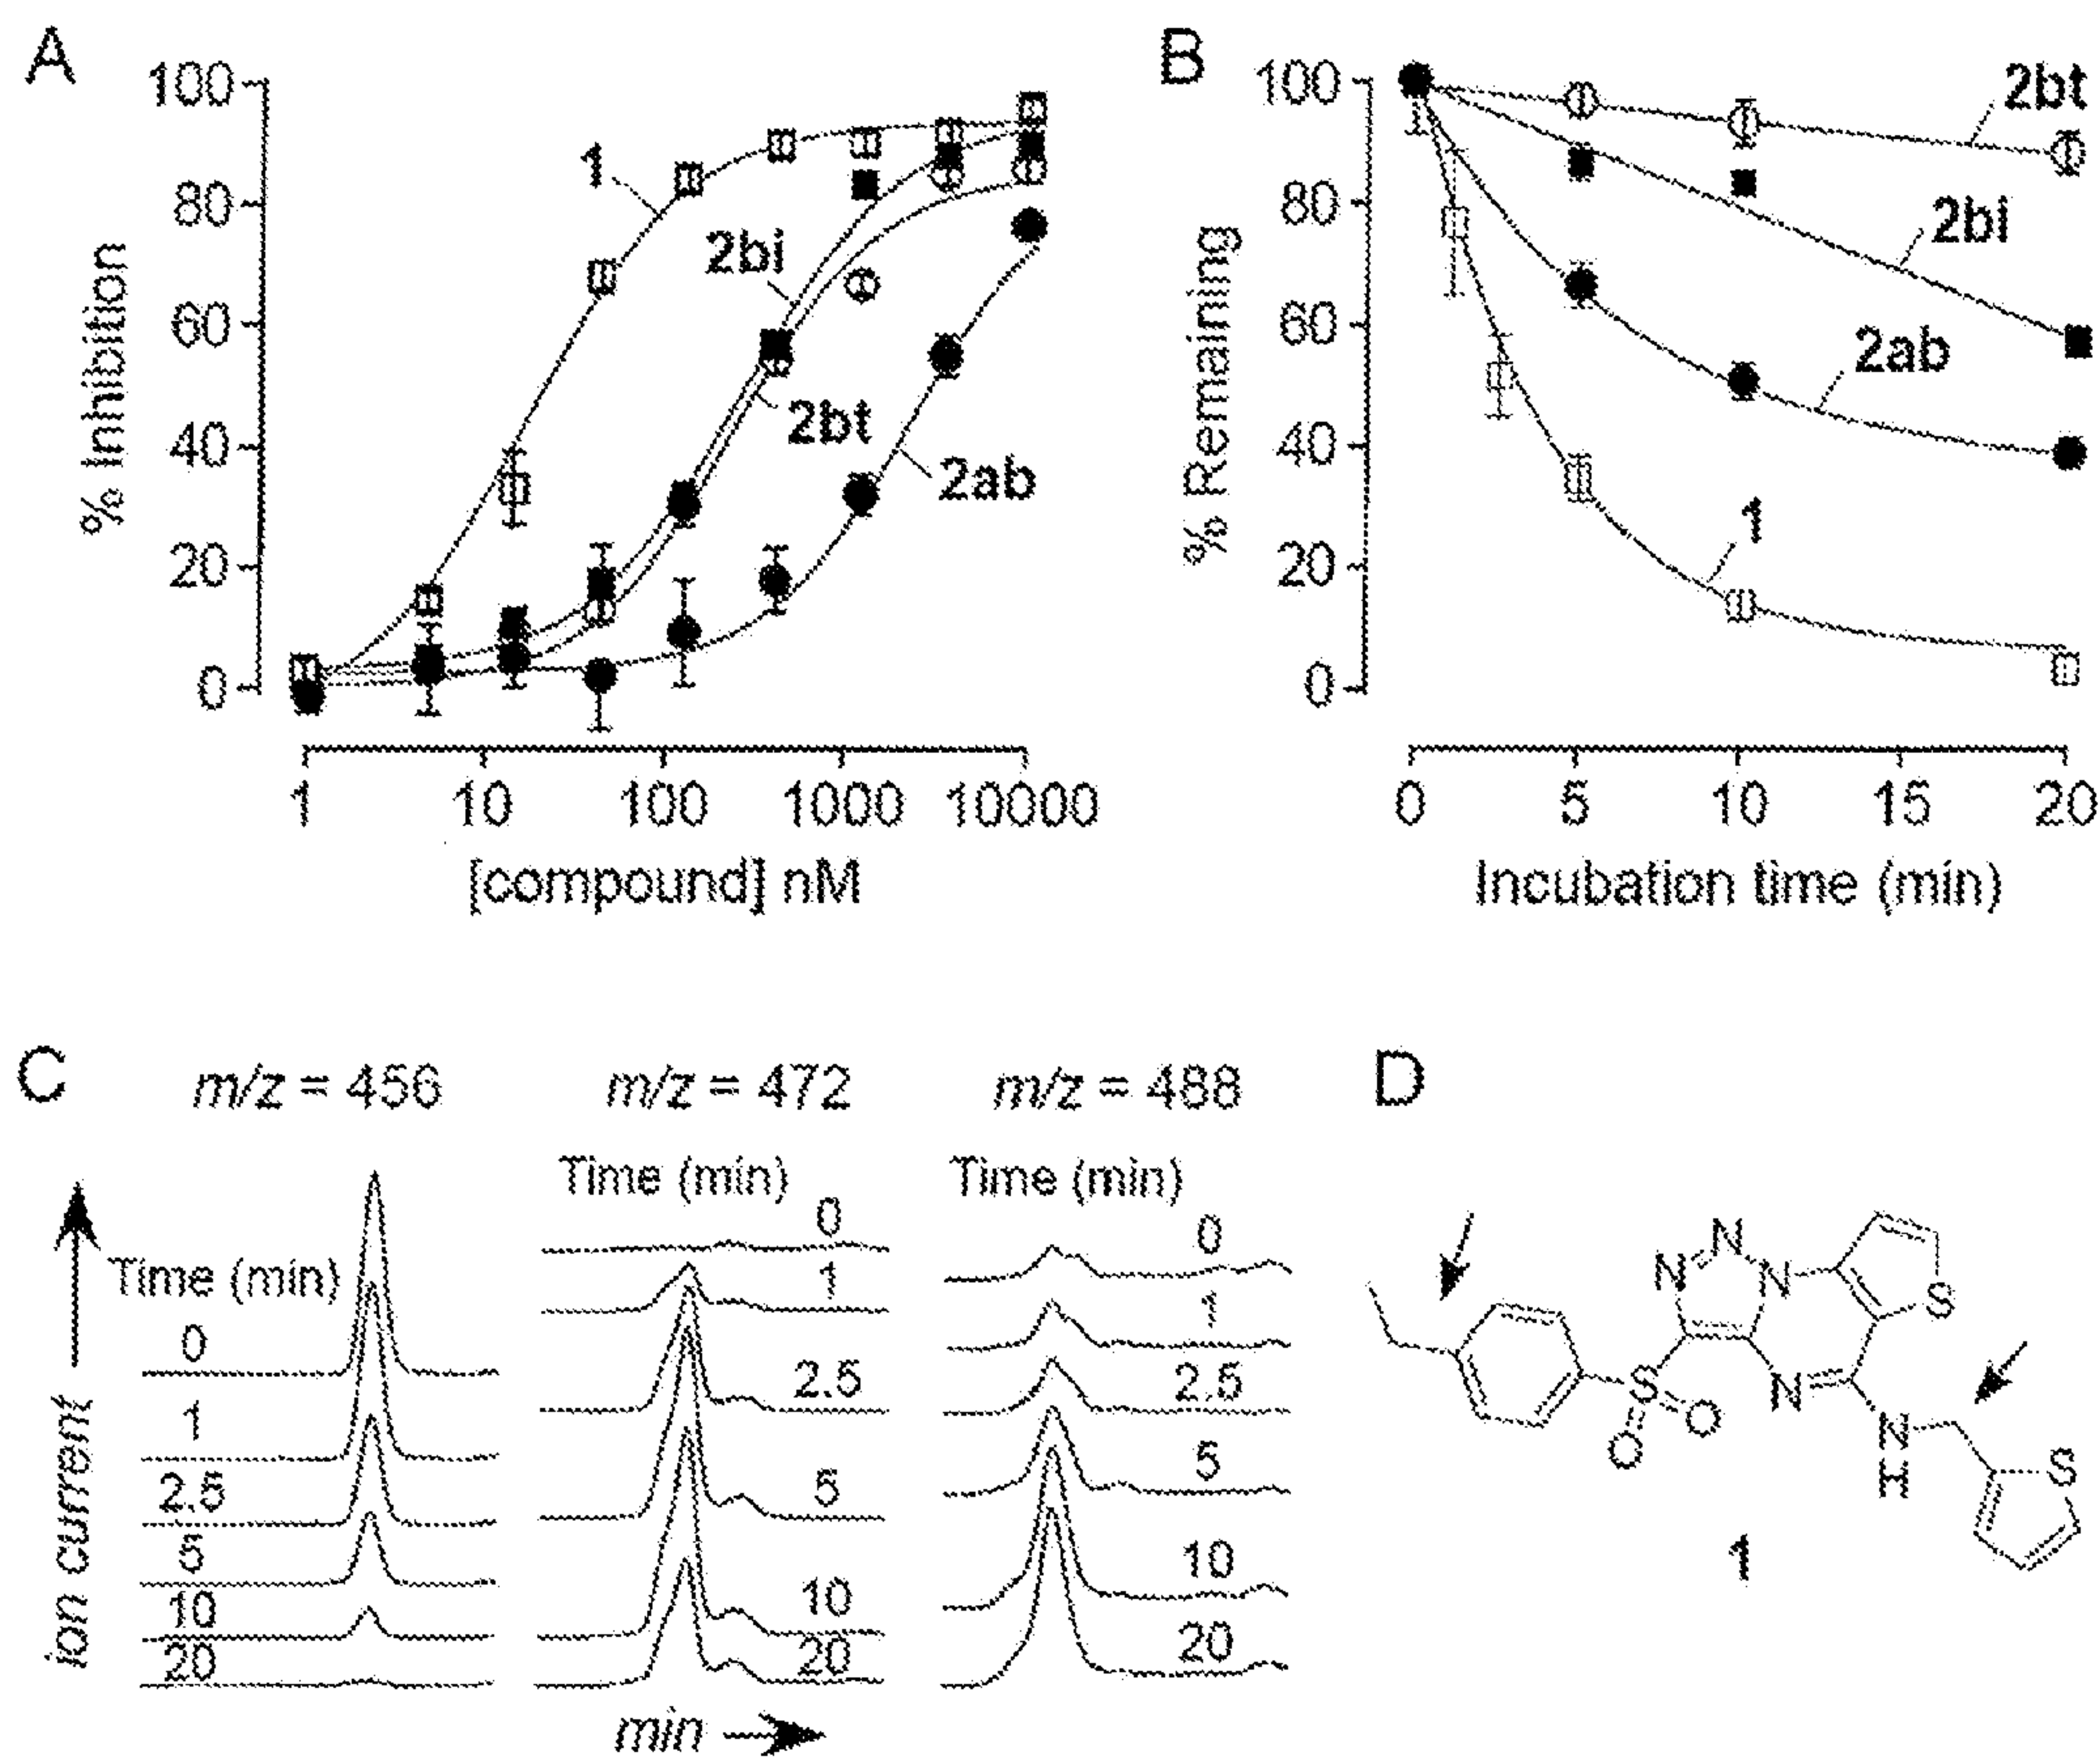 A
100
80
60
40
20
0
% Inhibition
1
2bi
2bt
2ab
1 10 100 1000 10000
[compound] nM
B
100
80
60
40
20
0
% Remaining
2bt
2bi
2ab
1
0 5 10 15 20
Incubation time (min)
C
m/z = 456
m/z = 472
m/z = 488
ion current
Time (min)
0
1
2.5
5
10
20
Time (min)
0
1
2.5
5
10
20
Time (min)
0
1
2.5
5
10
20
min
D
N
N
N
S
N
S
O
O
N
H
S
1